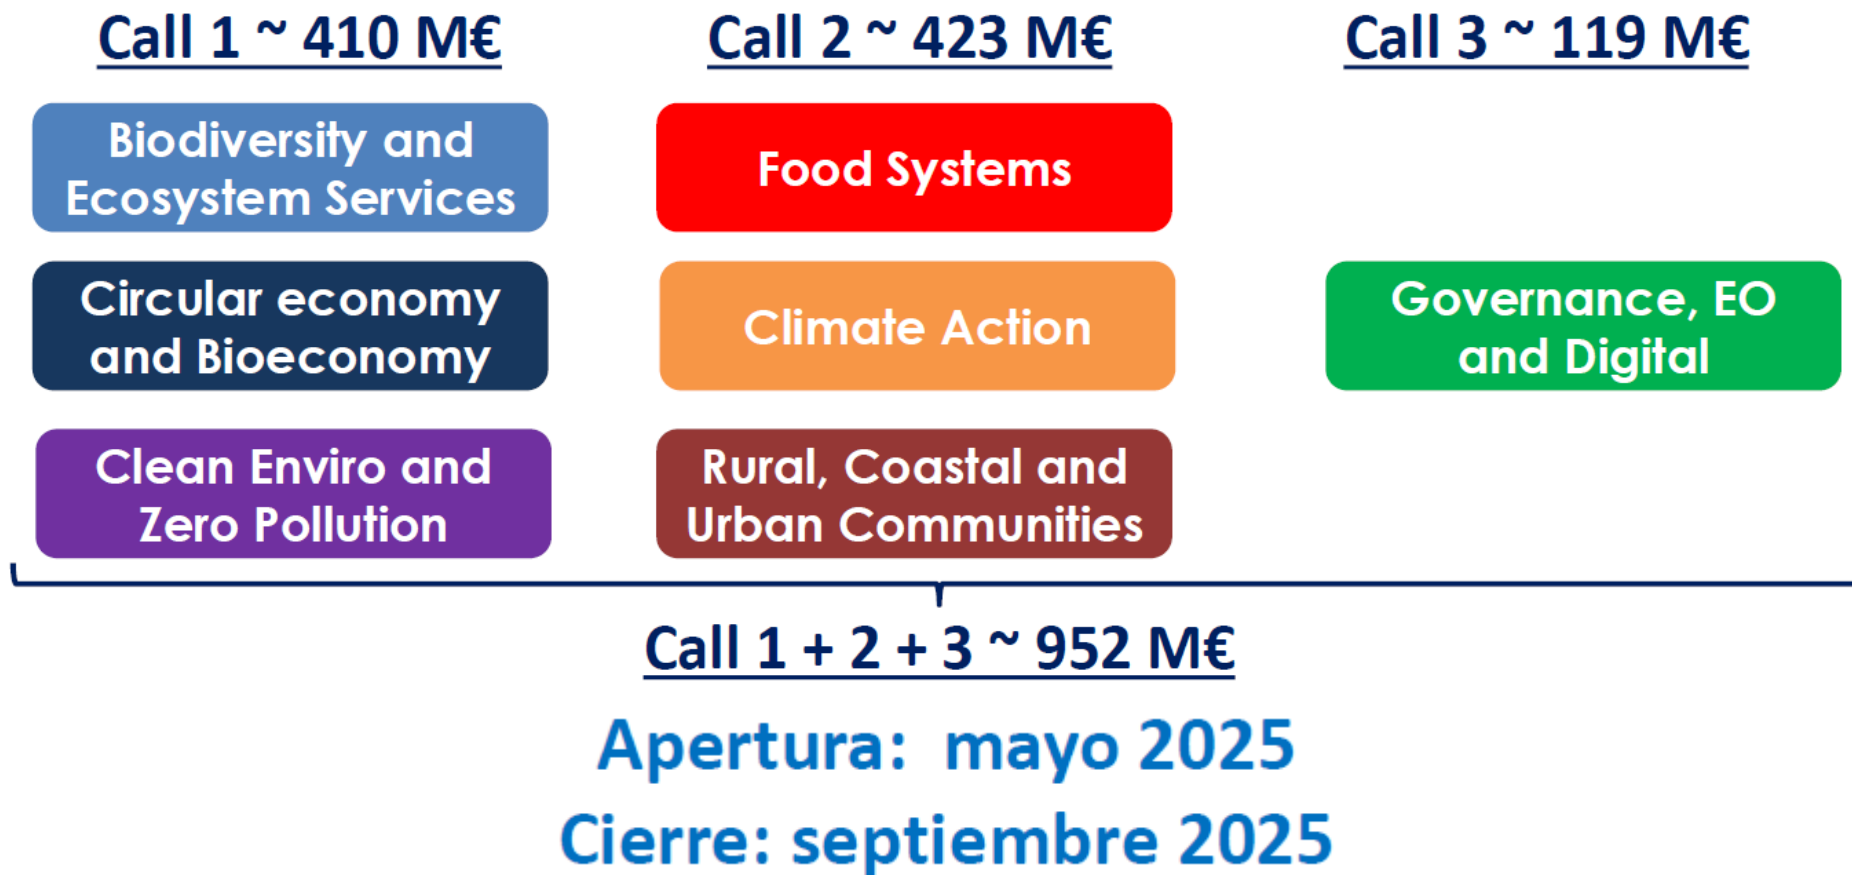 Call 1 ~ 410 M€
Biodiversity and
Ecosystem Services
Circular economy
and Bioeconomy
Clean Enviro and
Zero Pollution
Call 2 ~ 423 M€
Food Systems
Climate Action
Rural, Coastal and
Urban Communities
Call 3 ~ 119 M€
Governance, EO
and Digital
Call 1 + 2 + 3 ~ 952 M€
Apertura: mayo 2025
Cierre: septiembre 2025